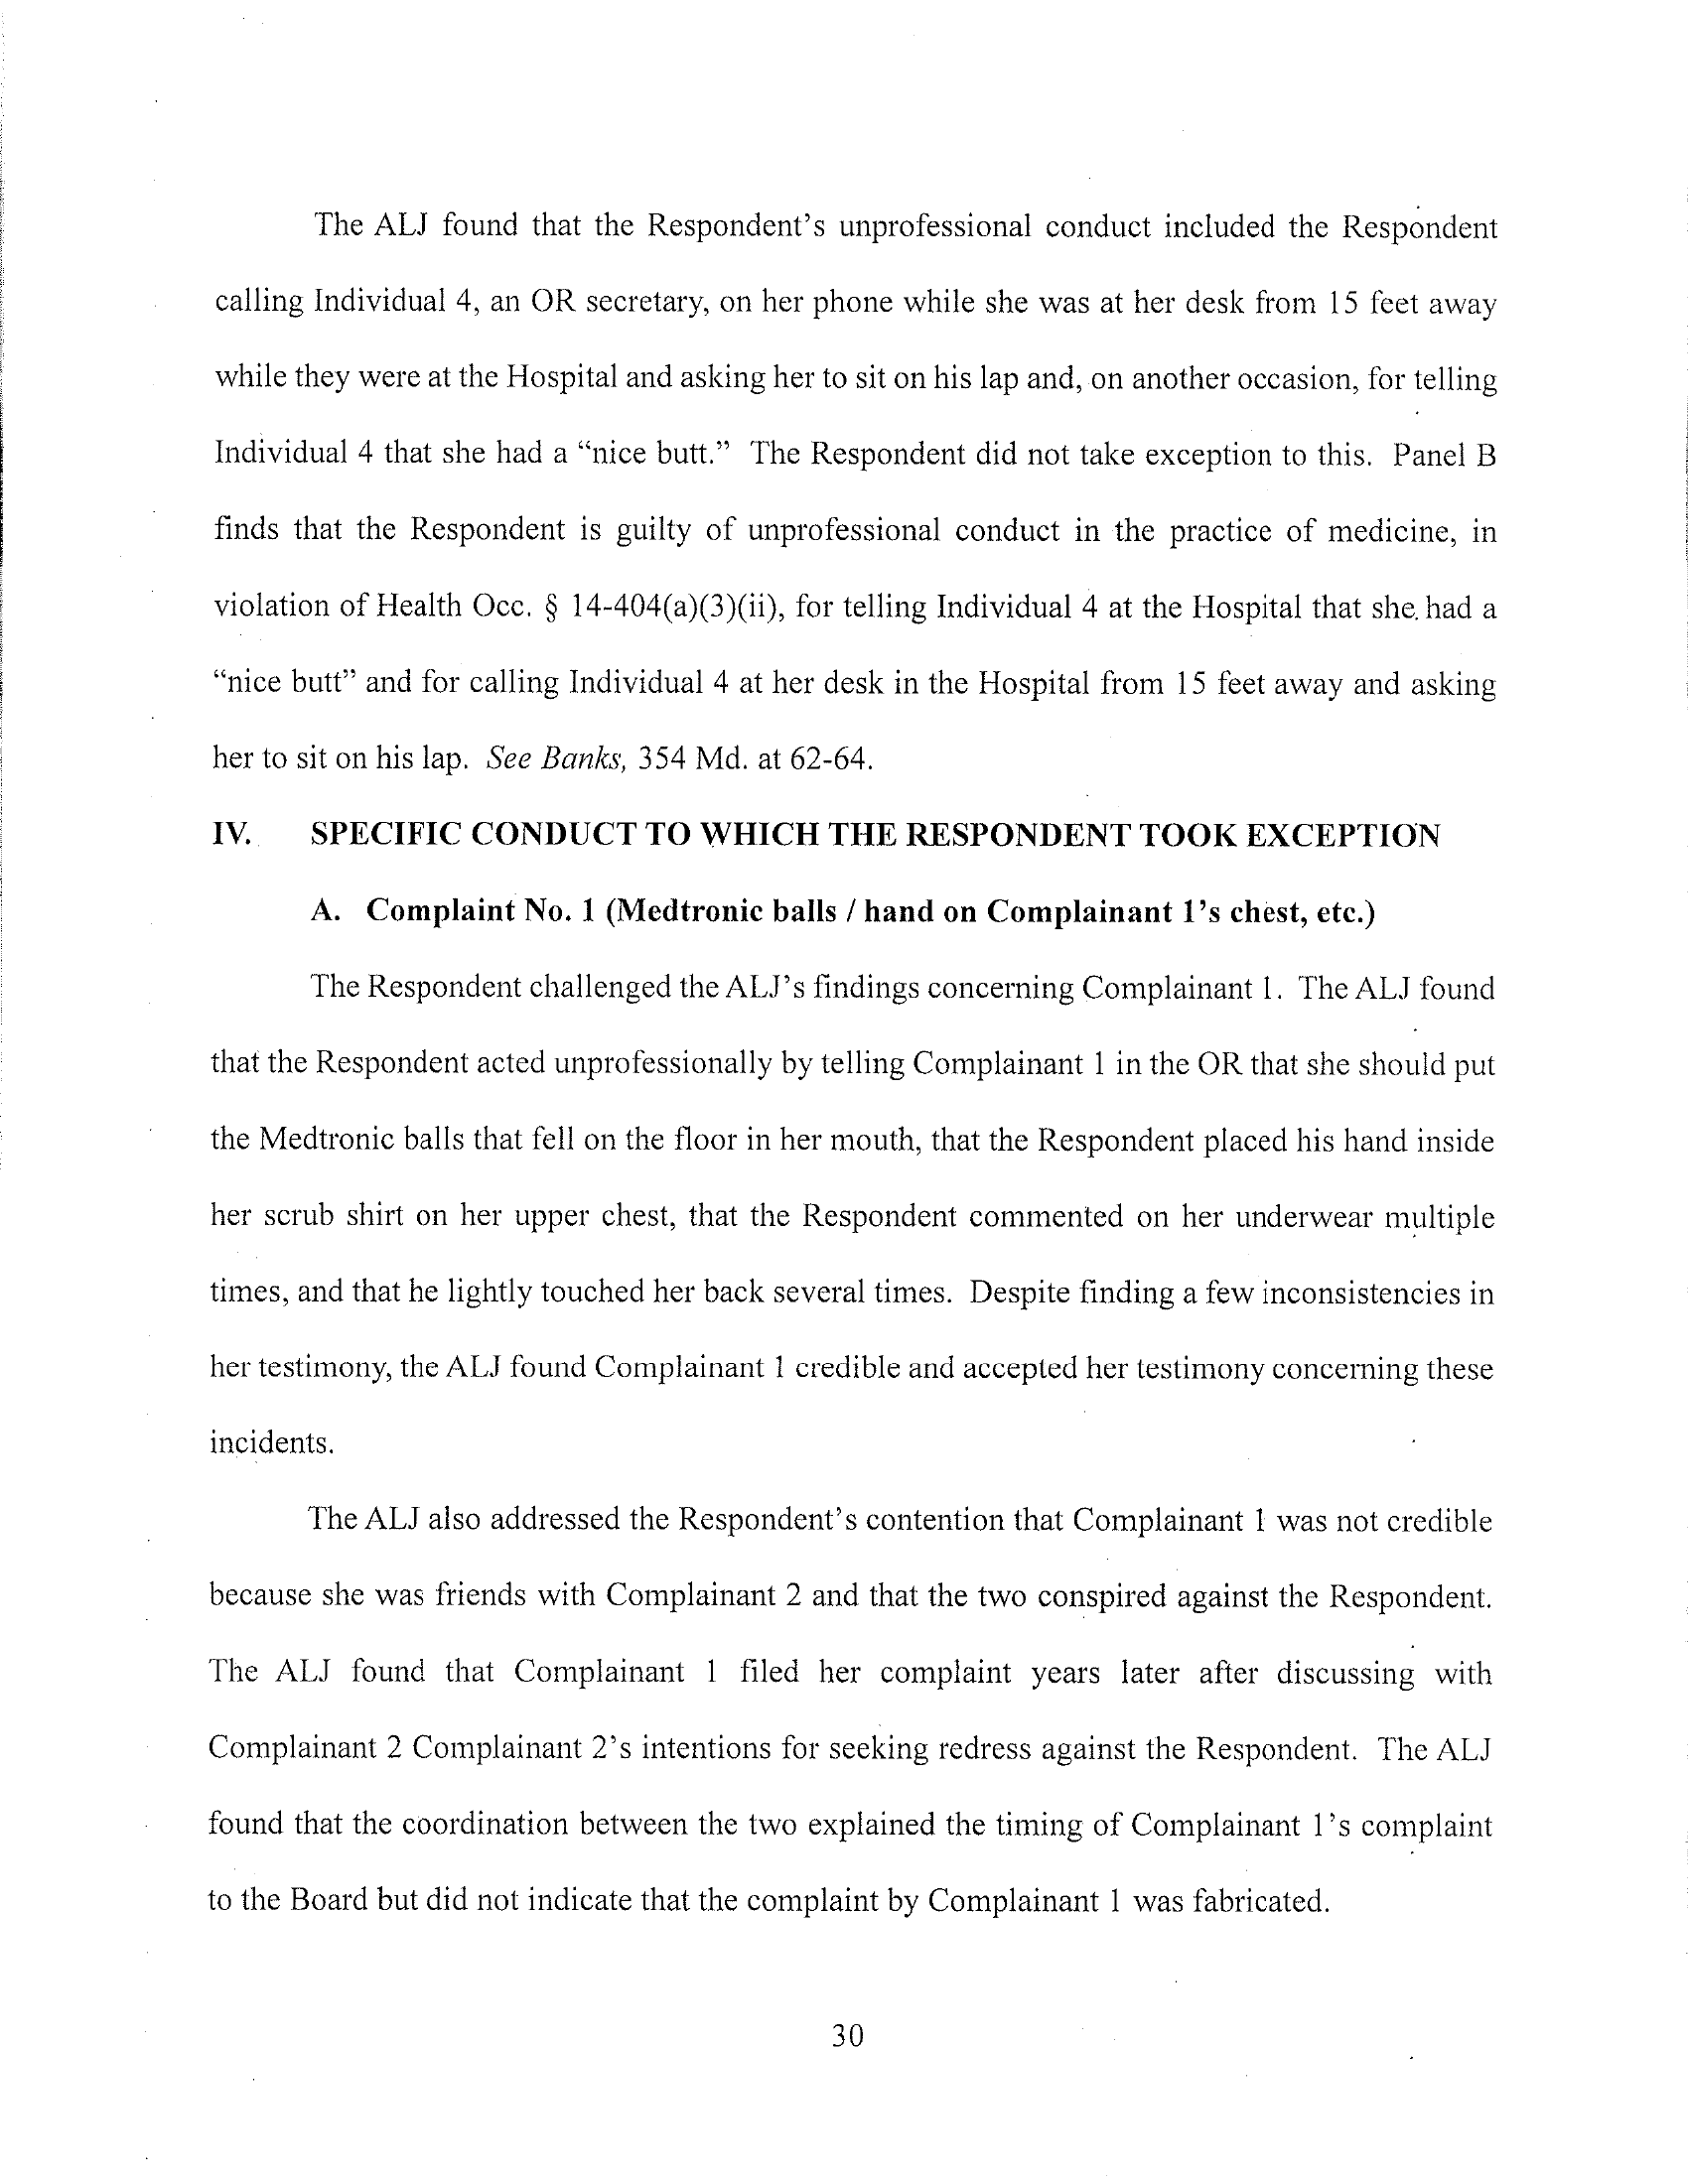 The ALJ found that the Respondent's unprofessional conduct included the Respondent
calling Individual 4, an OR secretary, on her phone while she was at her desk from 15 feet away
while they were at the Hospital and asking her to sit on his lap and, on another occasion, for telling
Individual 4 that she had a “nice butt.” The Respondent did not take exception to this. Panel B
finds that the Respondent is guilty of unprofessional conduct in the practice of medicine, in
violation of Health Occ. § 14-404(a)(3)(ii), for telling Individual 4 at the Hospital that she had a
“nice butt” and for calling Individual 4 at her desk in the Hospital from 15 feet away and asking
her to sit on his lap. See Banks, 354 Md. at 62-64.
IV. SPECIFIC CONDUCT TO WHICH THE RESPONDENT TOOK EXCEPTION
A. Complaint No. 1 (Medtronic balls / hand on Complainant 1's chest, etc.)
The Respondent challenged the ALJ's findings concerning Complainant 1. The ALJ found
that the Respondent acted unprofessionally by telling Complainant 1 in the OR that she should put
the Medtronic balls that fell on the floor in her mouth, that the Respondent placed his hand inside
her scrub shirt on her upper chest, that the Respondent commented on her underwear multiple
times, and that he lightly touched her back several times. Despite finding a few inconsistencies in
her testimony, the ALJ found Complainant 1 credible and accepted her testimony concerning these
incidents.
The ALJ also addressed the Respondent's contention that Complainant 1 was not credible
because she was friends with Complainant 2 and that the two conspired against the Respondent.
The ALJ found that Complainant 1 filed her complaint years later after discussing with
Complainant 2 Complainant 2's intentions for seeking redress against the Respondent. The ALJ
found that the coordination between the two explained the timing of Complainant 1's complaint
to the Board but did not indicate that the complaint by Complainant 1 was fabricated.
30